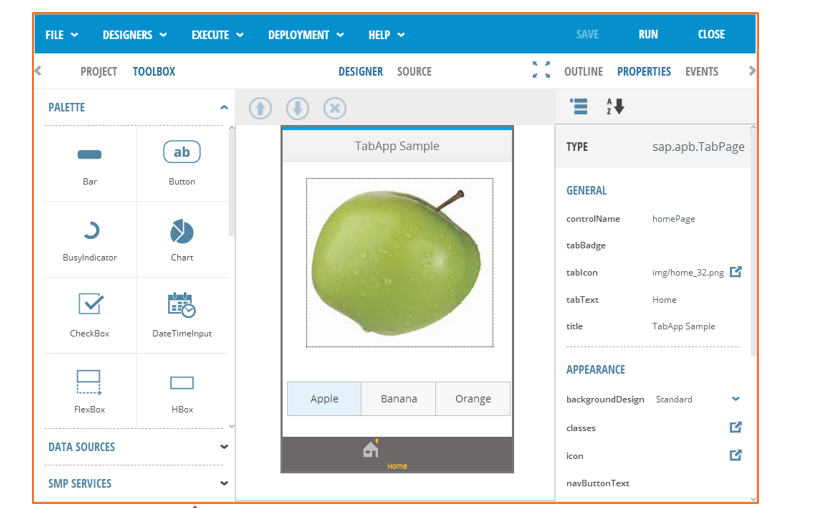 FILE DESIGNERS EXECUTE DEPLOYMENT HELP SAVE RUN CLOSE
PROJECT TOOLBOX DESIGNER SOURCE OUTLINE PROPERTIES EVENTS
PALETTE
ab
Bar Button
BusyIndicator Chart
CheckBox DateTimeInput
FlexBox HBox
DATA SOURCES
SMP SERVICES
TabApp Sample
Apple Banana Orange
Home
A
Z
TYPE sap.apb.TabPage
GENERAL
controlName homePage
tabBadge
tabIcon img/home_32.png
tabText Home
title TabApp Sample
APPEARANCE
backgroundDesign Standard
classes
icon
navButtonText